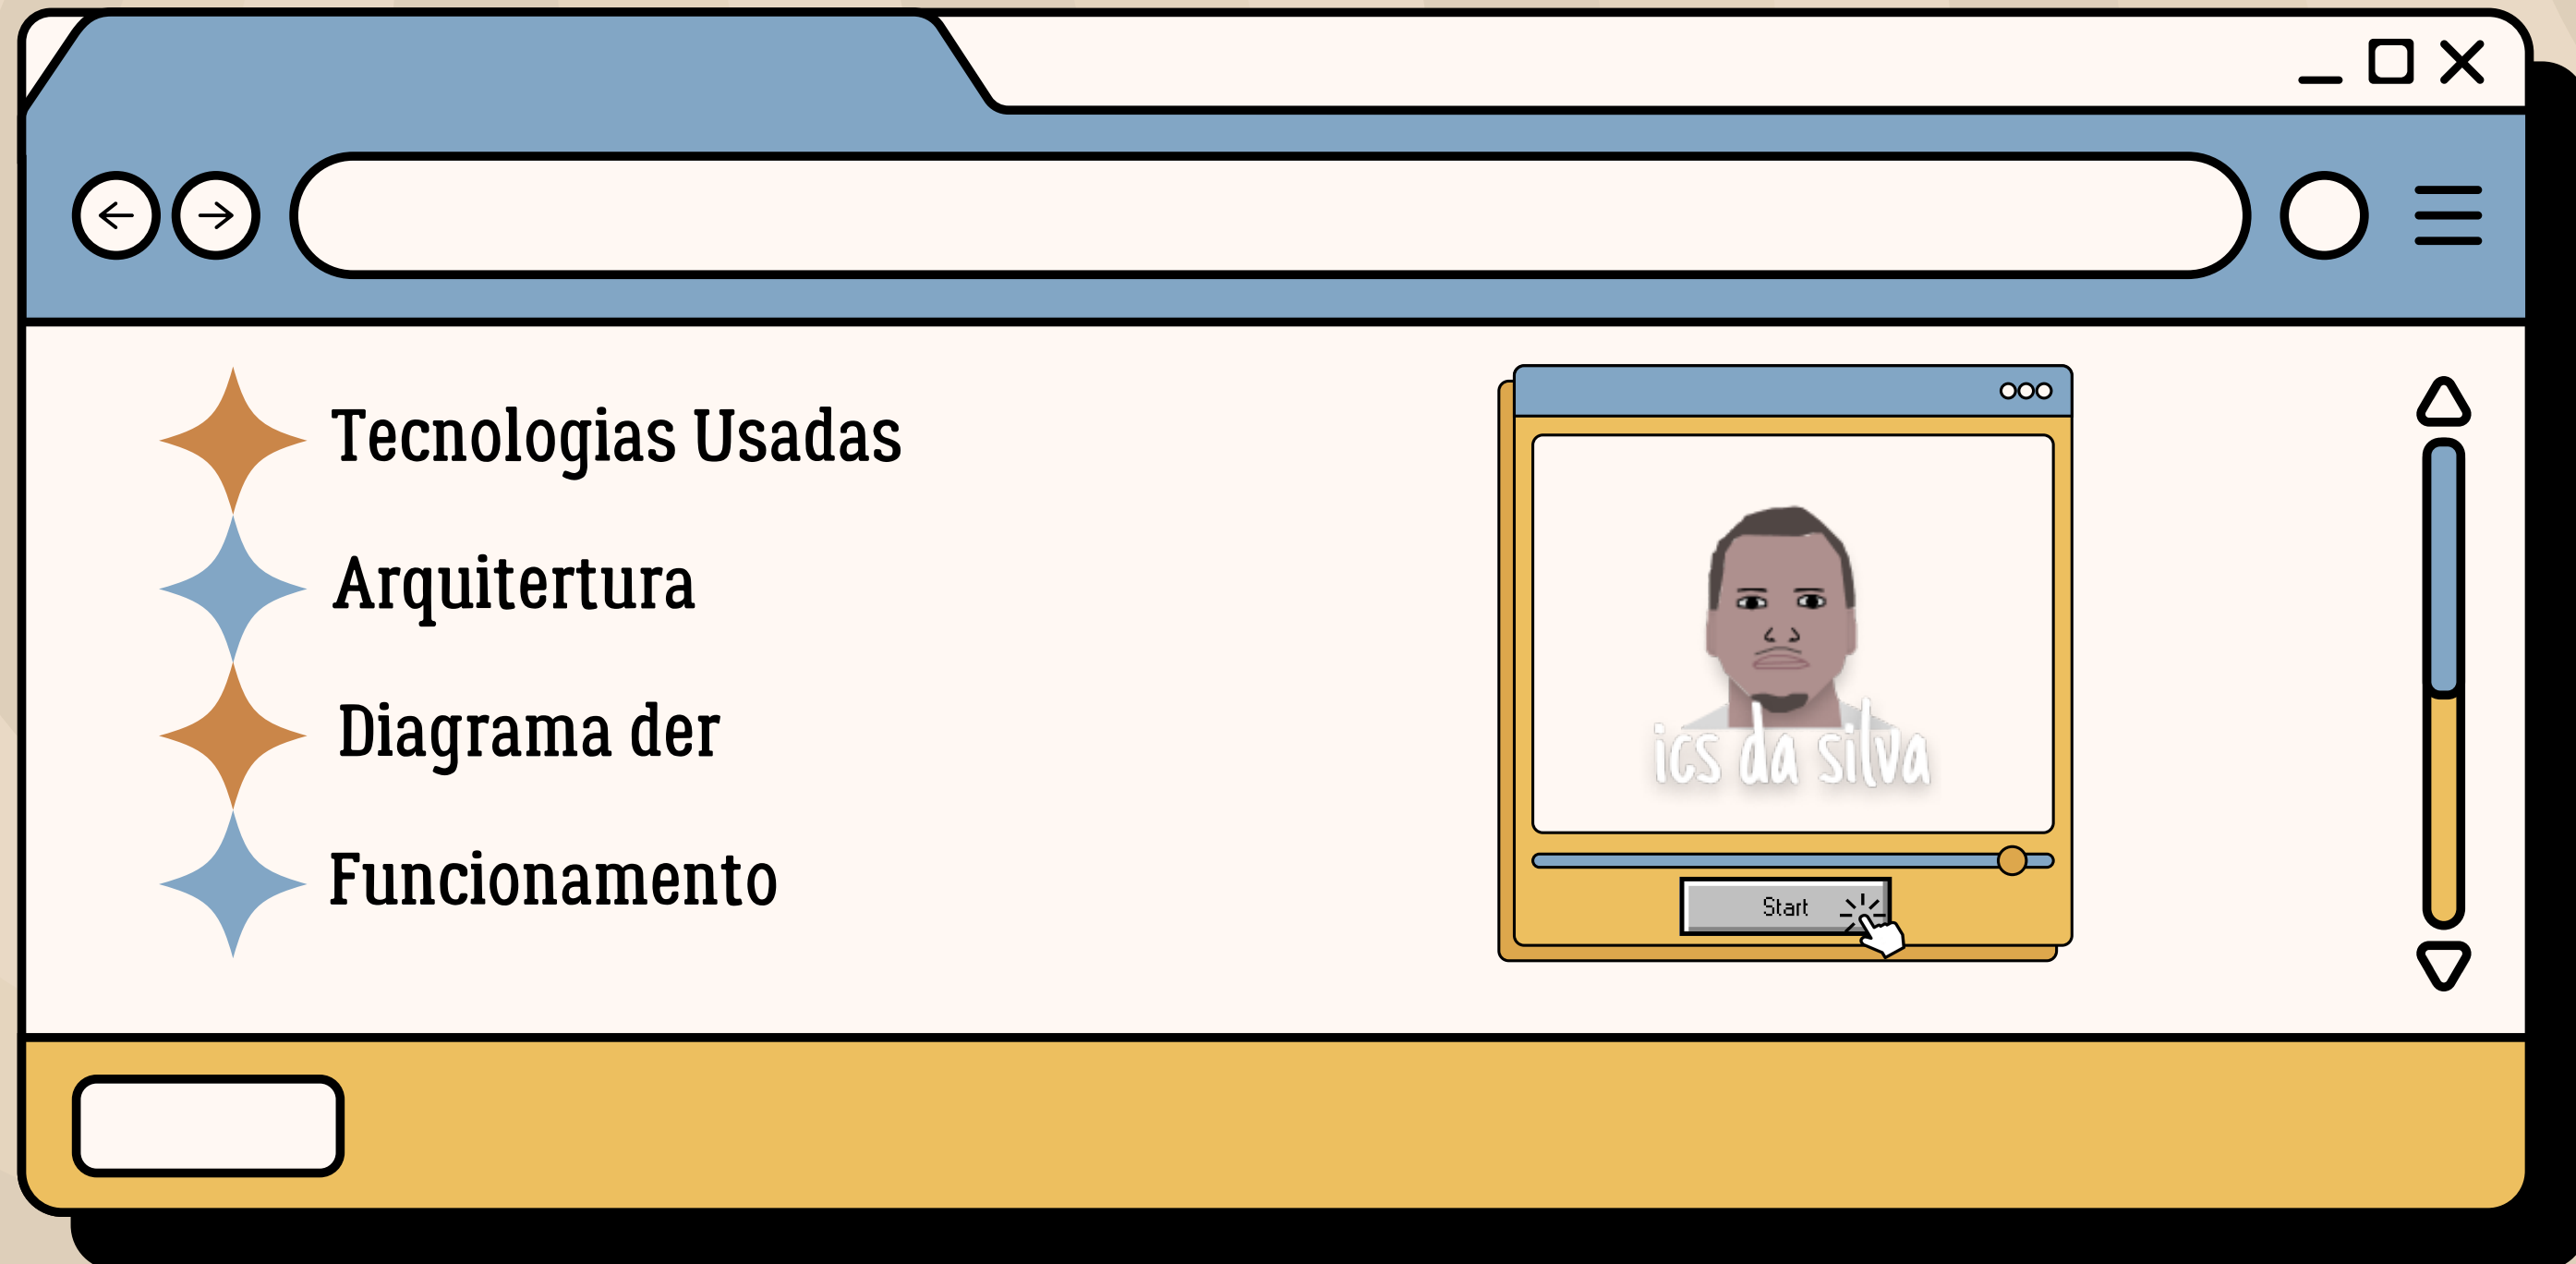 Tecnologias Usadas
Arquitertura
Diagrama der
Funcionamento
ics da silva
Start